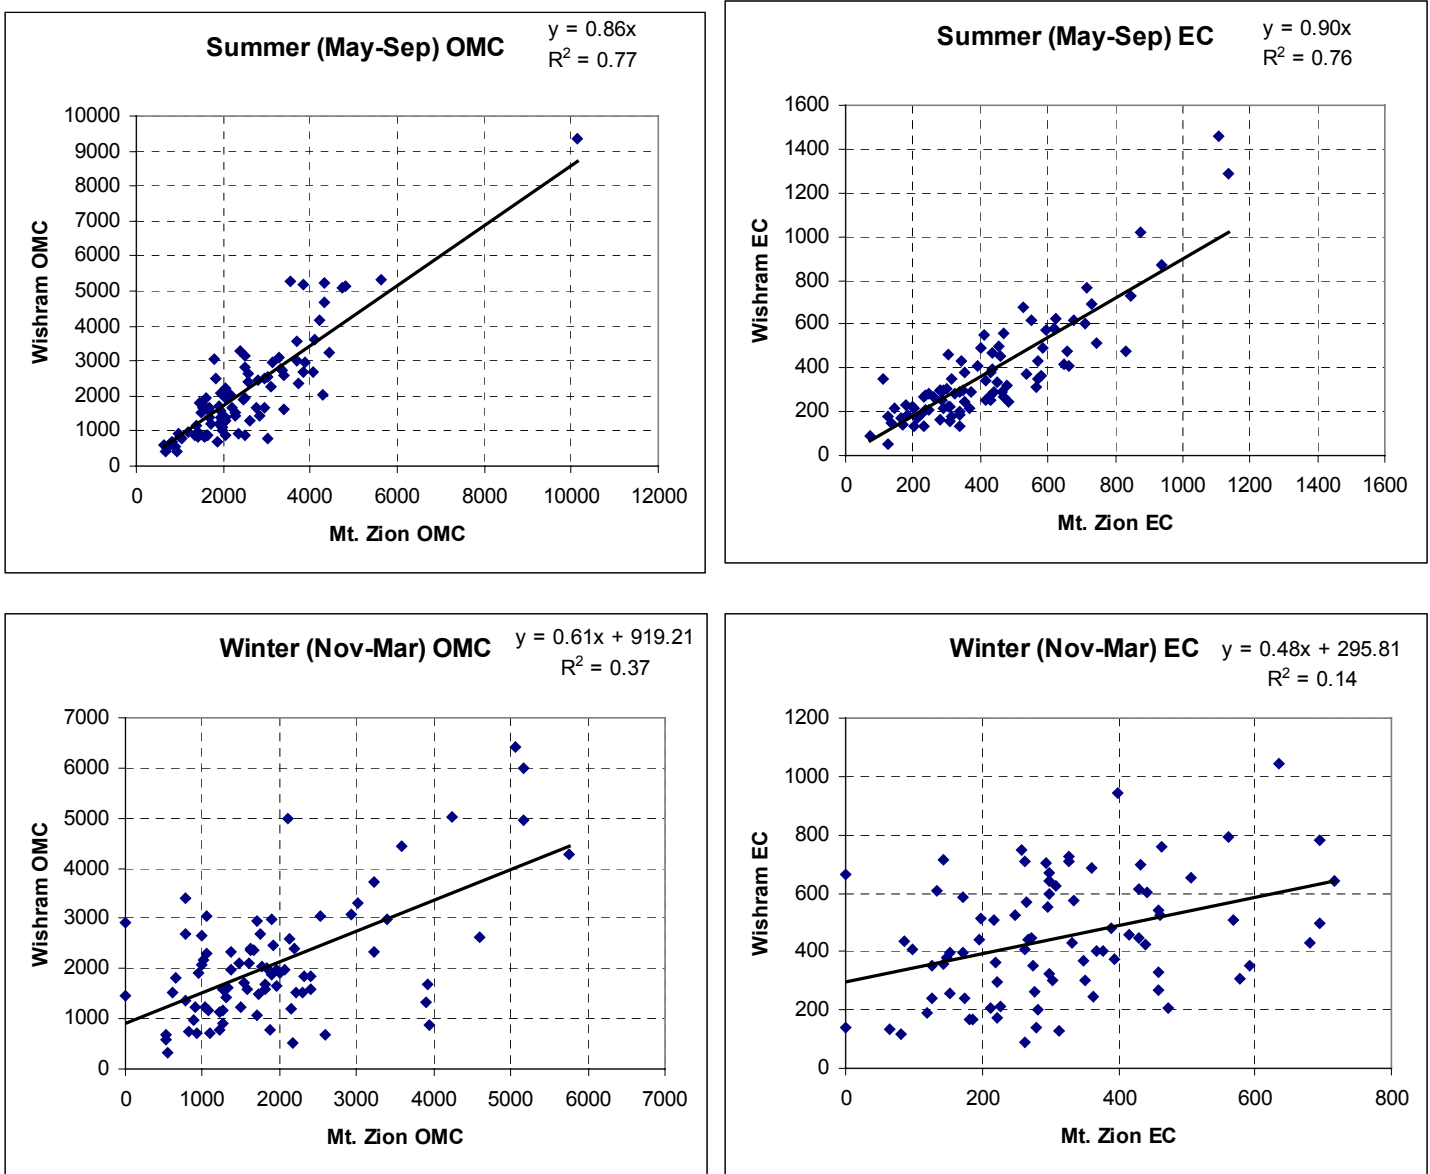 Summer (May-Sep) OMC
y = 0.86x
R² = 0.77
10000
9000
8000
7000
6000
5000
4000
3000
2000
1000
0
0 2000 4000 6000 8000 10000 12000
Wishram OMC
Mt. Zion OMC
Summer (May-Sep) EC
y = 0.90x
R² = 0.76
1600
1400
1200
1000
800
600
400
200
0
0 200 400 600 800 1000 1200 1400 1600
Wishram EC
Mt. Zion EC
Winter (Nov-Mar) OMC
y = 0.61x + 919.21
R² = 0.37
7000
6000
5000
4000
3000
2000
1000
0
0 1000 2000 3000 4000 5000 6000 7000
Wishram OMC
Mt. Zion OMC
Winter (Nov-Mar) EC
y = 0.48x + 295.81
R² = 0.14
1200
1000
800
600
400
200
0
0 200 400 600 800
Wishram EC
Mt. Zion EC